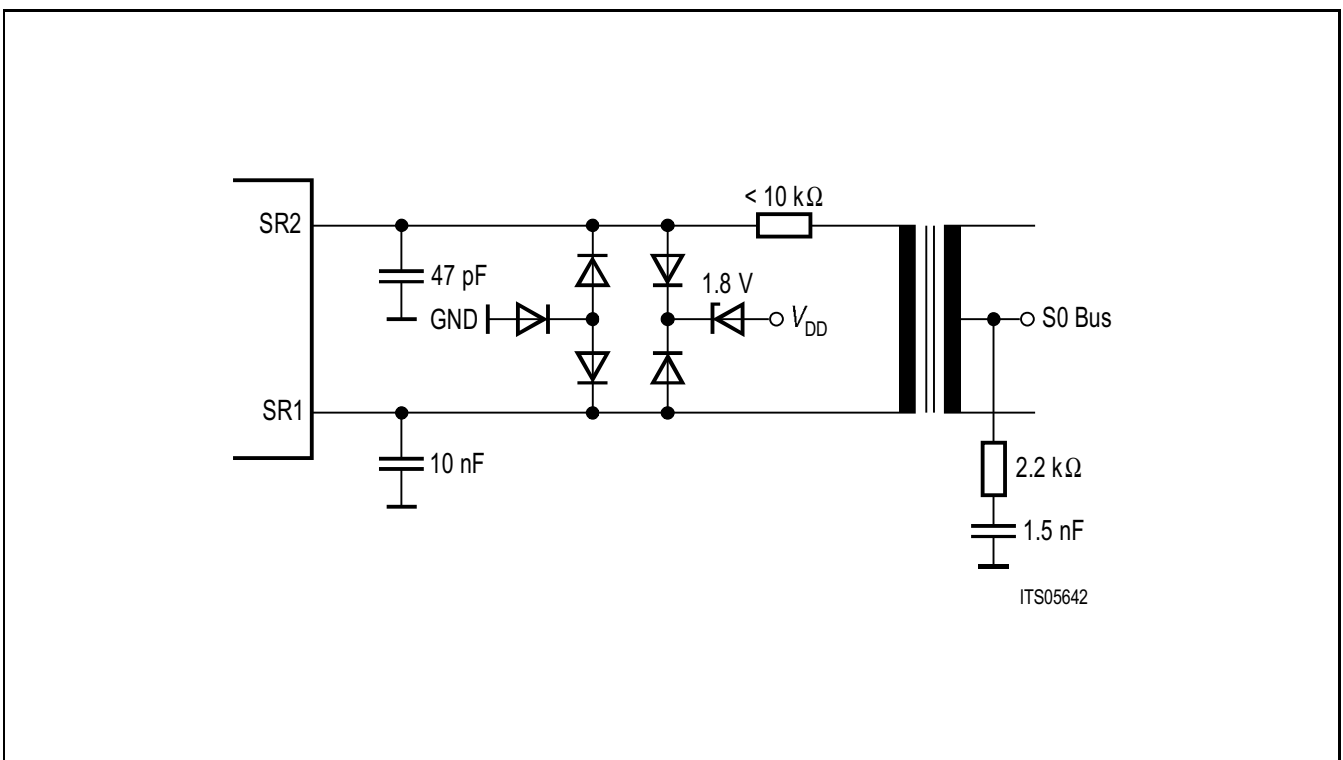 < 10 kΩ
SR2
47 pF
1.8 V
GND
VDD
S0 Bus
SR1
10 nF
2.2 kΩ
1.5 nF
ITS05642